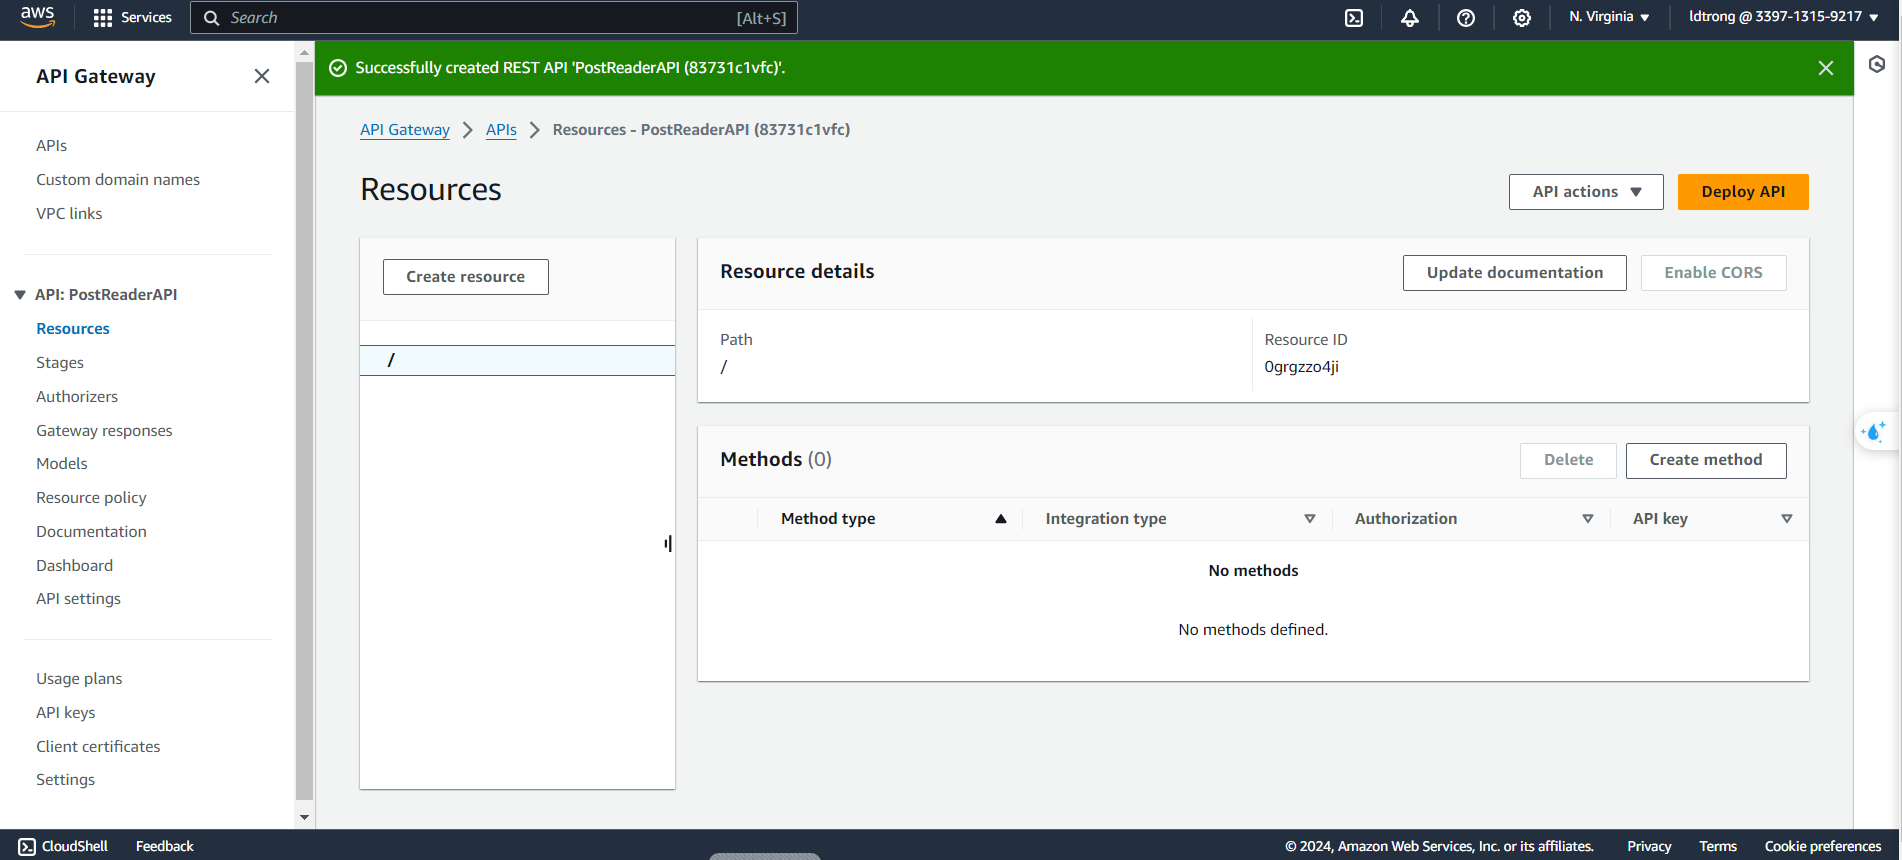 aws
Services
Search
[Alt+S]
N. Virginia
ldtrong @ 3397-1315-9217
API Gateway
APIs
Custom domain names
VPC links
API: PostReaderAPI
Resources
Stages
Authorizers
Gateway responses
Models
Resource policy
Documentation
Dashboard
API settings
Usage plans
API keys
Client certificates
Settings
Successfully created REST API 'PostReaderAPI (83731c1vfc)'.
API Gateway
APIs
Resources - PostReaderAPI (83731c1vfc)
Resources
API actions
Deploy API
Create resource
/
Resource details
Update documentation
Enable CORS
Path
/
Resource ID
0grgzzo4ji
Methods (0)
Delete
Create method
Method type
Integration type
Authorization
API key
No methods
No methods defined.
CloudShell
Feedback
© 2024, Amazon Web Services, Inc. or its affiliates.
Privacy
Terms
Cookie preferences